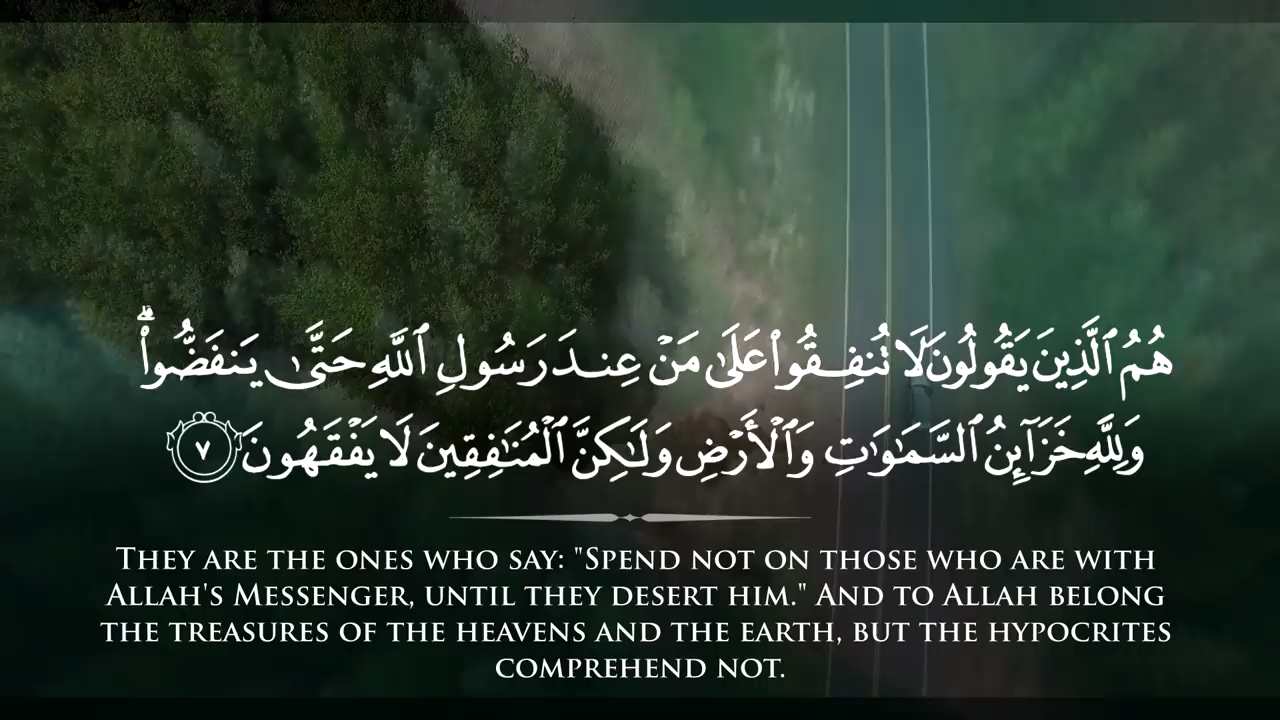 هُمُ ٱلَّذِينَ يَقُولُونَ لَا تُنفِقُوا۟ عَلَىٰ مَنْ عِندَ رَسُولِ ٱللَّهِ حَتَّىٰ يَنفَضُّوا۟ ۗ
وَلِلَّهِ خَزَآئِنُ ٱلسَّمَٰوَٰتِ وَٱلْأَرْضِ وَلَٰكِنَّ ٱلْمُنَٰفِقِينَ لَا يَفْقَهُونَ ٧
They are the ones who say: "Spend not on those who are with
Allah's Messenger, until they desert him." And to Allah belong
the treasures of the heavens and the earth, but the hypocrites
comprehend not.